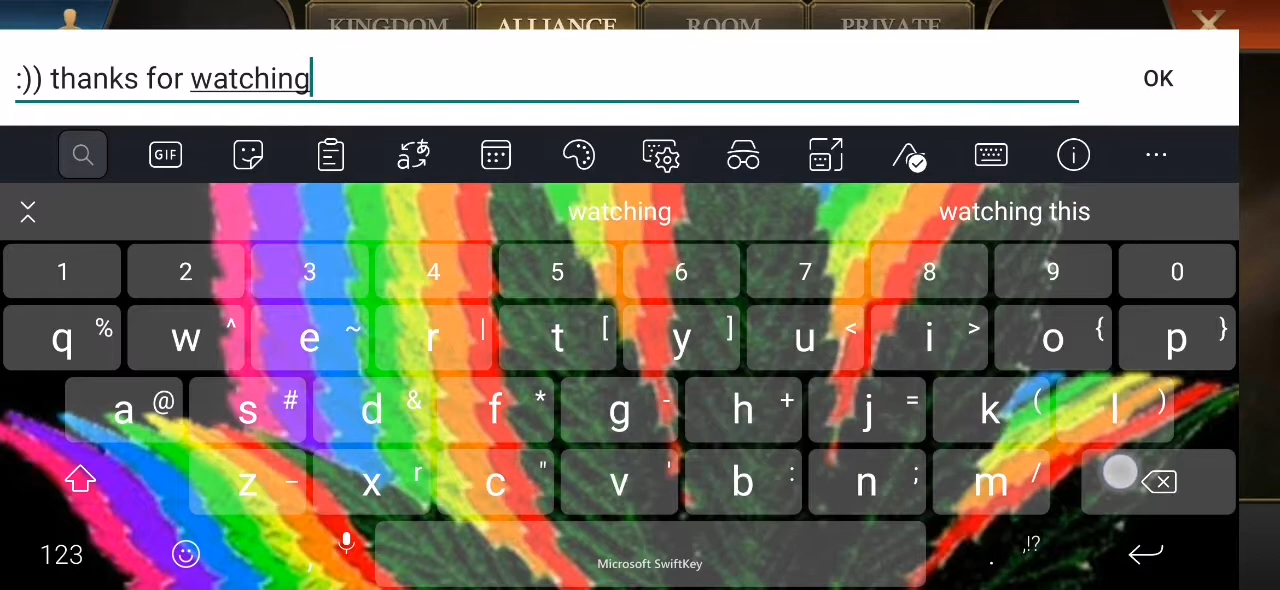 KINGDOM ALLIANCE ROOM PRIVATE X
:)) thanks for watching
OK
GIF
watching watching this
1 2 3 4 5 6 7 8 9 0
q % w ^ e ~ r | t [ y ] u < i > o { p }
a @ s # d & f * g - h + j = k ( l )
z _ x r c " v ' b : n ; m /
123 , Microsoft SwiftKey . ,!?